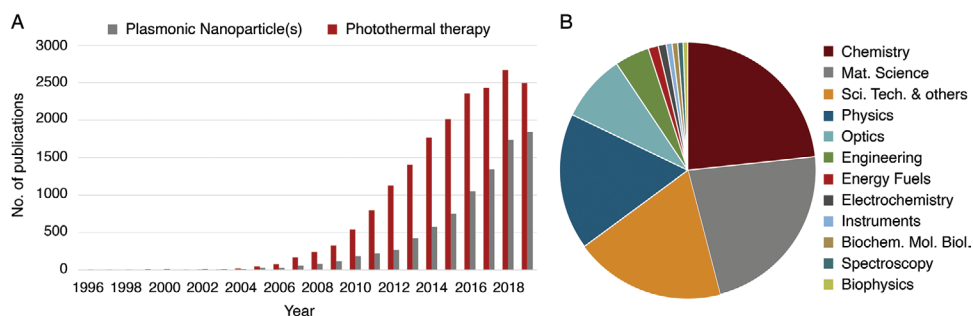 A
Plasmonic Nanoparticle(s) Photothermal therapy
No. of publications
3000
2500
2000
1500
1000
500
0
1996 1998 2000 2002 2004 2006 2008 2010 2012 2014 2016 2018
Year
B
Chemistry
Mat. Science
Sci. Tech. & others
Physics
Optics
Engineering
Energy Fuels
Electrochemistry
Instruments
Biochem. Mol. Biol.
Spectroscopy
Biophysics